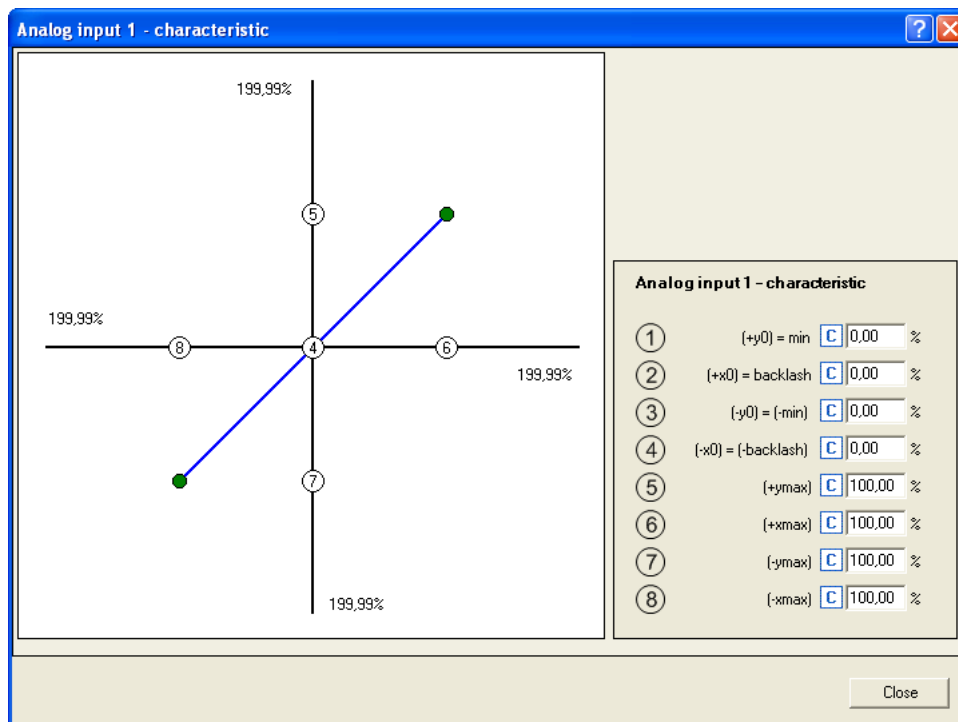 Analog input 1 - characteristic
199,99%
5
199,99%
8
4
6
199,99%
7
199,99%
Analog input 1 - characteristic
1 (+y0) = min C 0,00 %
2 (+x0) = backlash C 0,00 %
3 (-y0) = (-min) C 0,00 %
4 (-x0) = (-backlash) C 0,00 %
5 (+ymax) C 100,00 %
6 (+xmax) C 100,00 %
7 (-ymax) C 100,00 %
8 (-xmax) C 100,00 %
Close